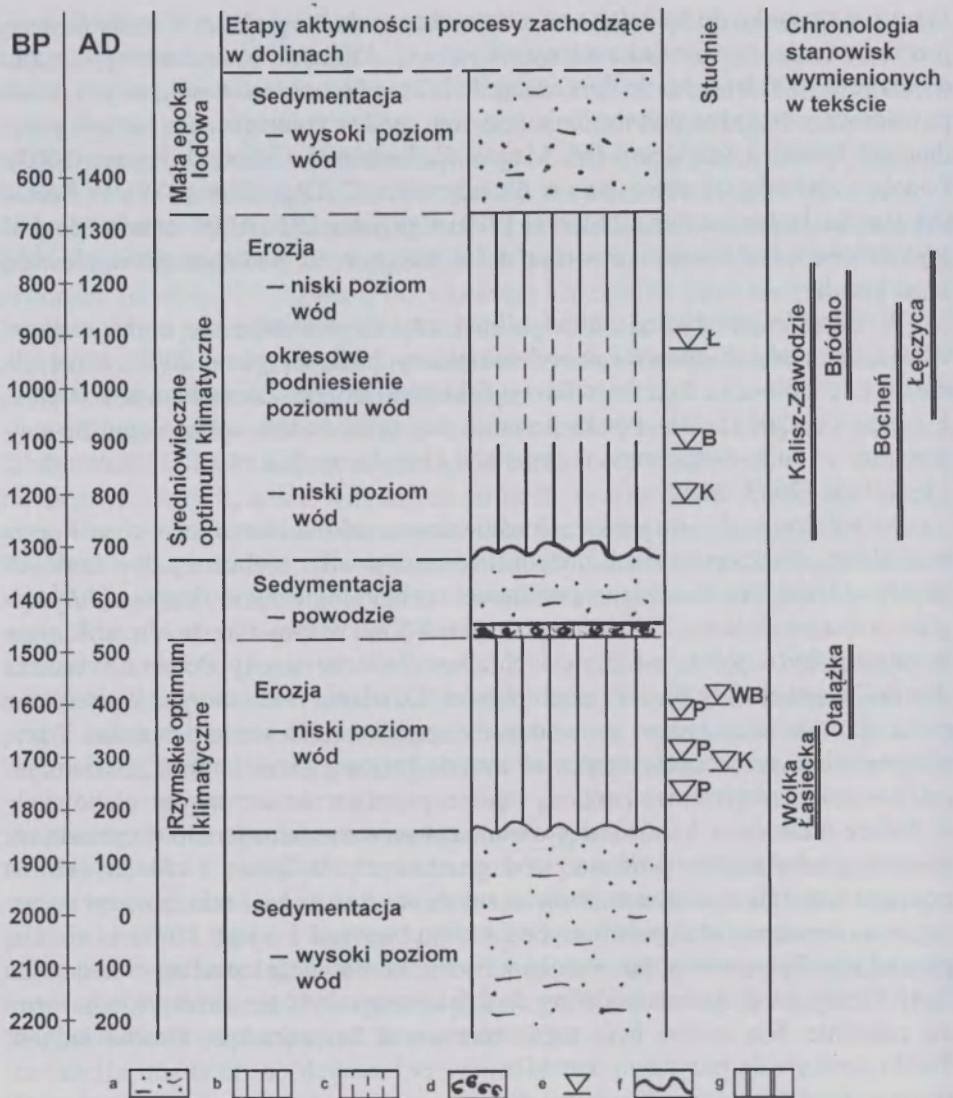 BP AD
Etapy aktywności i procesy zachodzące
w dolinach
Studnie
Chronologia
stanowisk
wymienionych
w tekście
Mała epoka
lodowa
Średniowieczne
optimum klimatyczne
Rzymskie optimum
klimatyczne
600 1400
700 1300
800 1200
900 1100
1000 1000
1100 900
1200 800
1300 700
1400 600
1500 500
1600 400
1700 300
1800 200
1900 100
2000 0
2100 100
2200 200
Sedymentacja
— wysoki poziom
wód
Erozja
— niski poziom
wód
okresowe
podniesienie
poziomu wód
— niski poziom
wód
Sedymentacja
— powodzie
Erozja
— niski poziom
wód
Sedymentacja
— wysoki poziom
wód
Ł
B
K
WB
P
P K
P
Kalisz-Zawodzie
Bródno
Bocheń
Łęczyca
Otalążka
Wólka
Łasiecka
a b c d e f g